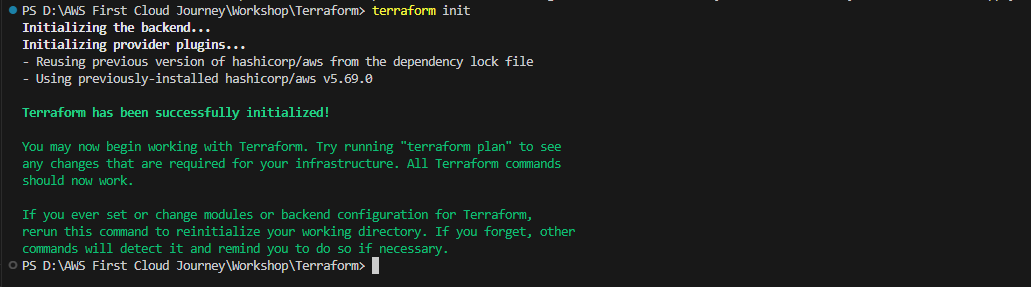 PS D:\AWS First Cloud Journey\Workshop\Terraform> terraform init
Initializing the backend...
Initializing provider plugins...
- Reusing previous version of hashicorp/aws from the dependency lock file
- Using previously-installed hashicorp/aws v5.69.0
Terraform has been successfully initialized!
You may now begin working with Terraform. Try running "terraform plan" to see
any changes that are required for your infrastructure. All Terraform commands
should now work.
If you ever set or change modules or backend configuration for Terraform,
rerun this command to reinitialize your working directory. If you forget, other
commands will detect it and remind you to do so if necessary.
PS D:\AWS First Cloud Journey\Workshop\Terraform>